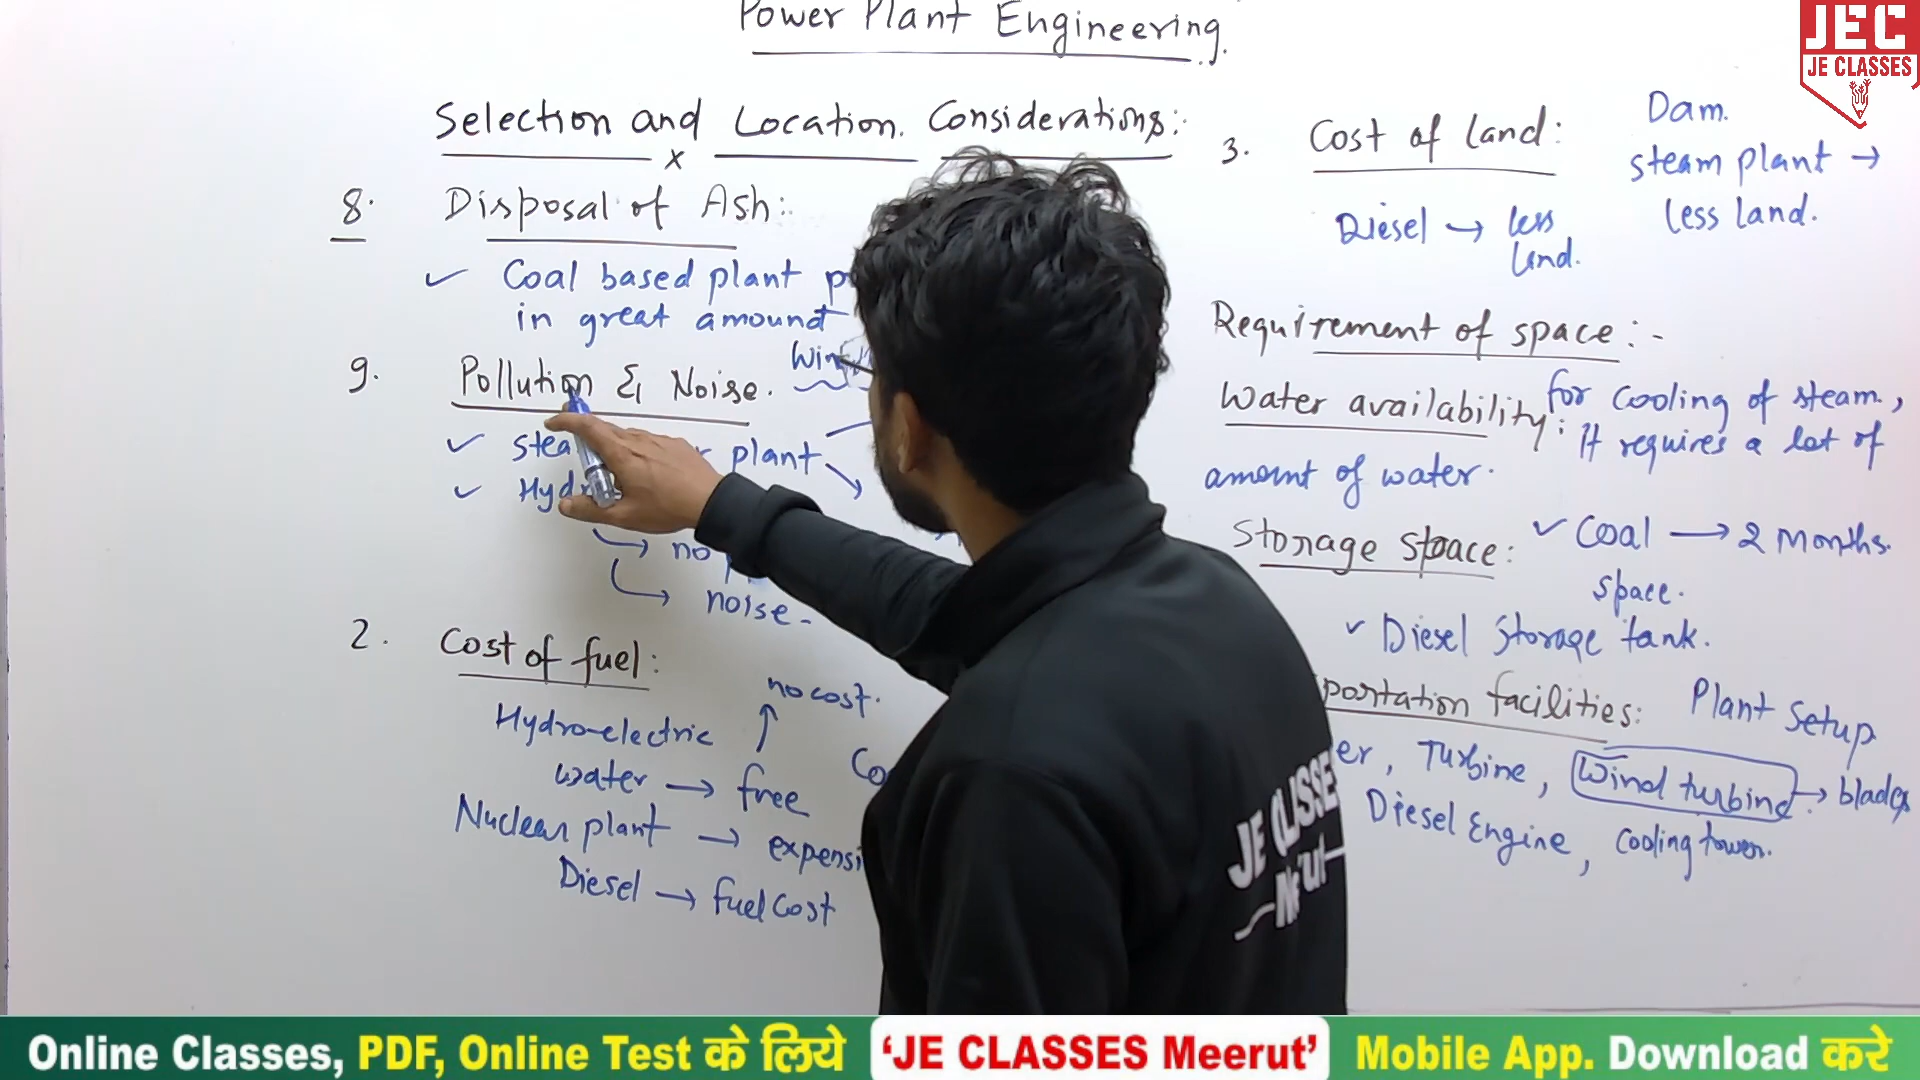 Power Plant Engineering.
Selection and Location. Considerations:
x
8. Disposal of Ash:
✓ Coal based plant
in great amount
9. Pollution & Noise.
✓ plant
✓
no
noise-
2. Cost of fuel:
no cost.
Hydro-electric
water → free
Nuclear plant →
Diesel → fuel cost
3. Cost of land:
Diesel → less
land.
Dam.
steam plant →
less land.
Requirement of space:-
Water availability: for cooling of steam.,
It requires a lot of
amount of water.
Storage space: ✓ Coal → 2 Months.
space.
✓ Diesel storage tank.
facilities: Plant Setup
Turbine, Wind turbine → blades
Diesel Engine, Cooling tower.
JEC
JE CLASSES
JE CLASSES
Online Classes, PDF, Online Test के लिये 'JE CLASSES Meerut' Mobile App. Download करे